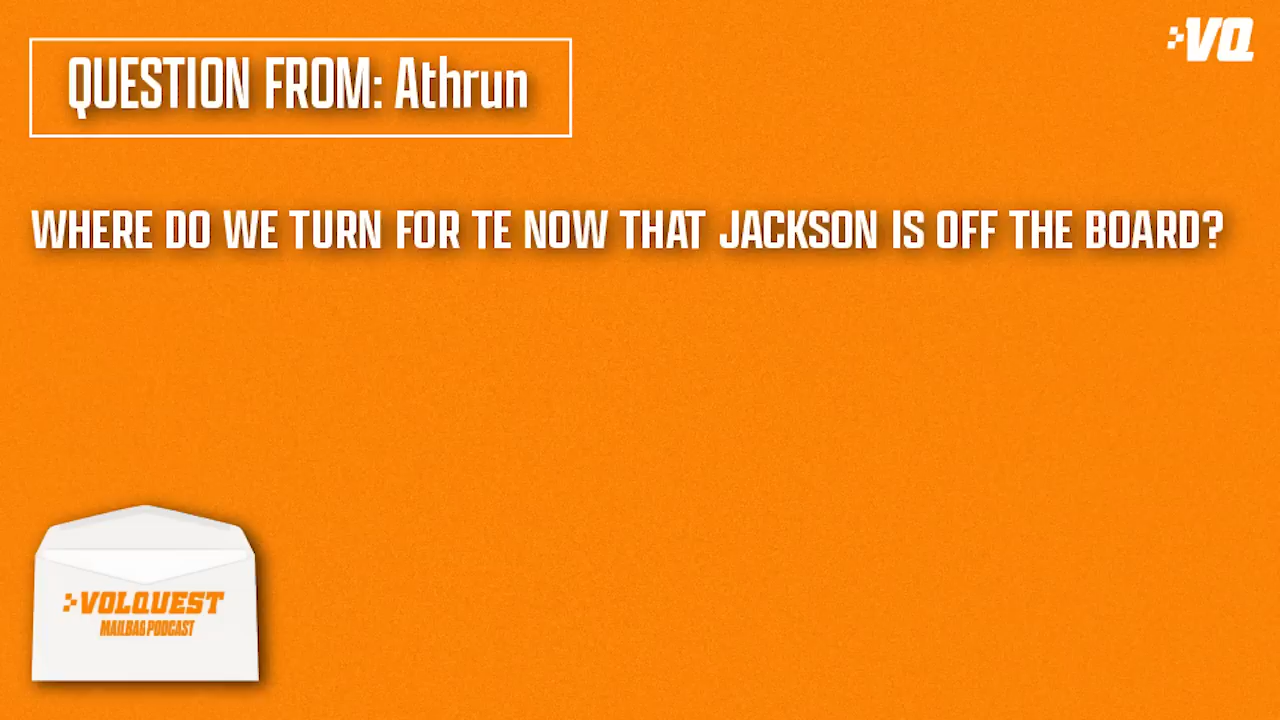 QUESTION FROM: Athrun
VQ
WHERE DO WE TURN FOR TE NOW THAT JACKSON IS OFF THE BOARD?
VOLQUEST
MAILBAG PODCAST